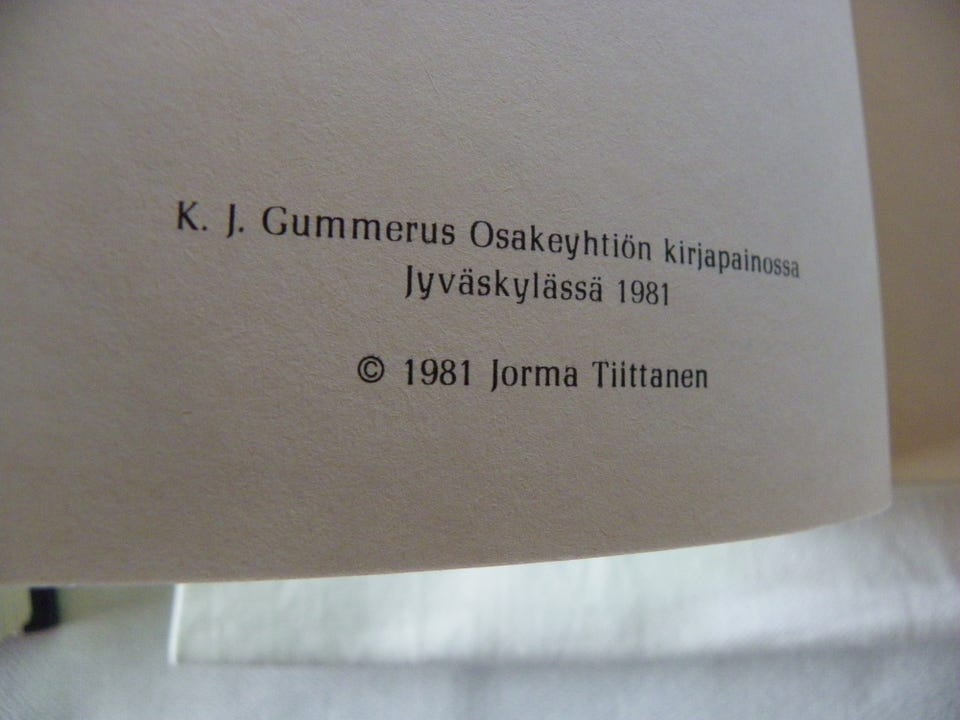 K. J. Gummerus Osakeyhtiön kirjapainossa
Jyväskylässä 1981
© 1981 Jorma Tiittanen